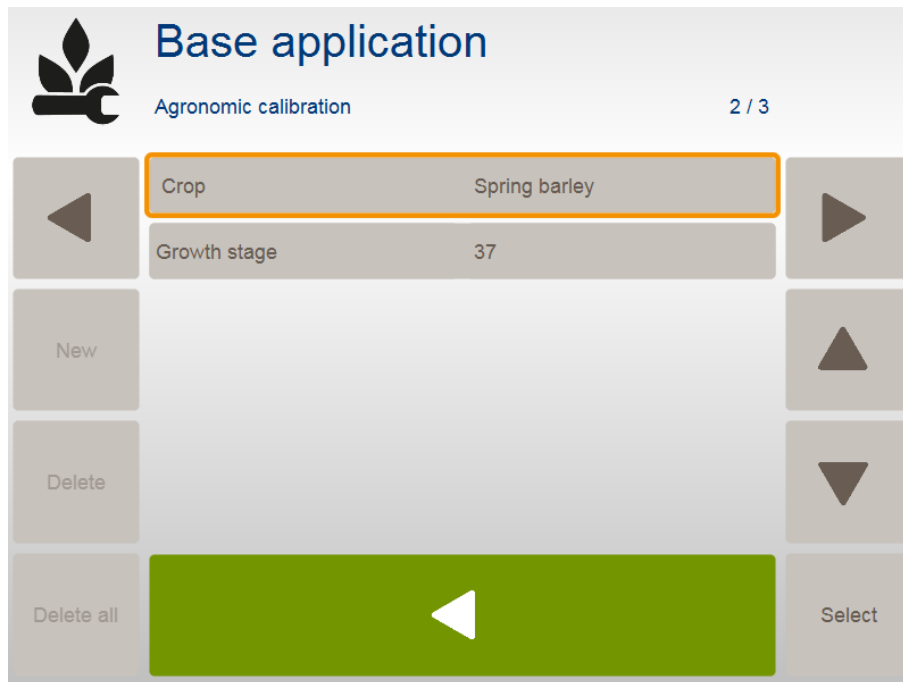 Base application
Agronomic calibration 2 / 3
Crop Spring barley
Growth stage 37
New
Delete
Delete all Select